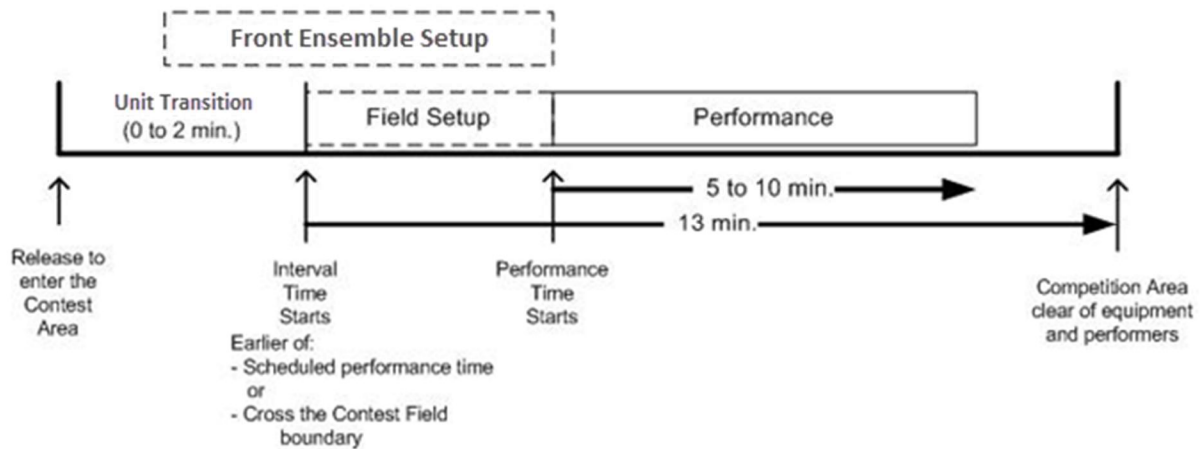 Front Ensemble Setup
Unit Transition
(0 to 2 min.)
Field Setup
Performance
5 to 10 min.
13 min.
Release to
enter the
Contest
Area
Interval
Time
Starts
Earlier of:
- Scheduled performance time
or
- Cross the Contest Field
boundary
Performance
Time
Starts
Competition Area
clear of equipment
and performers